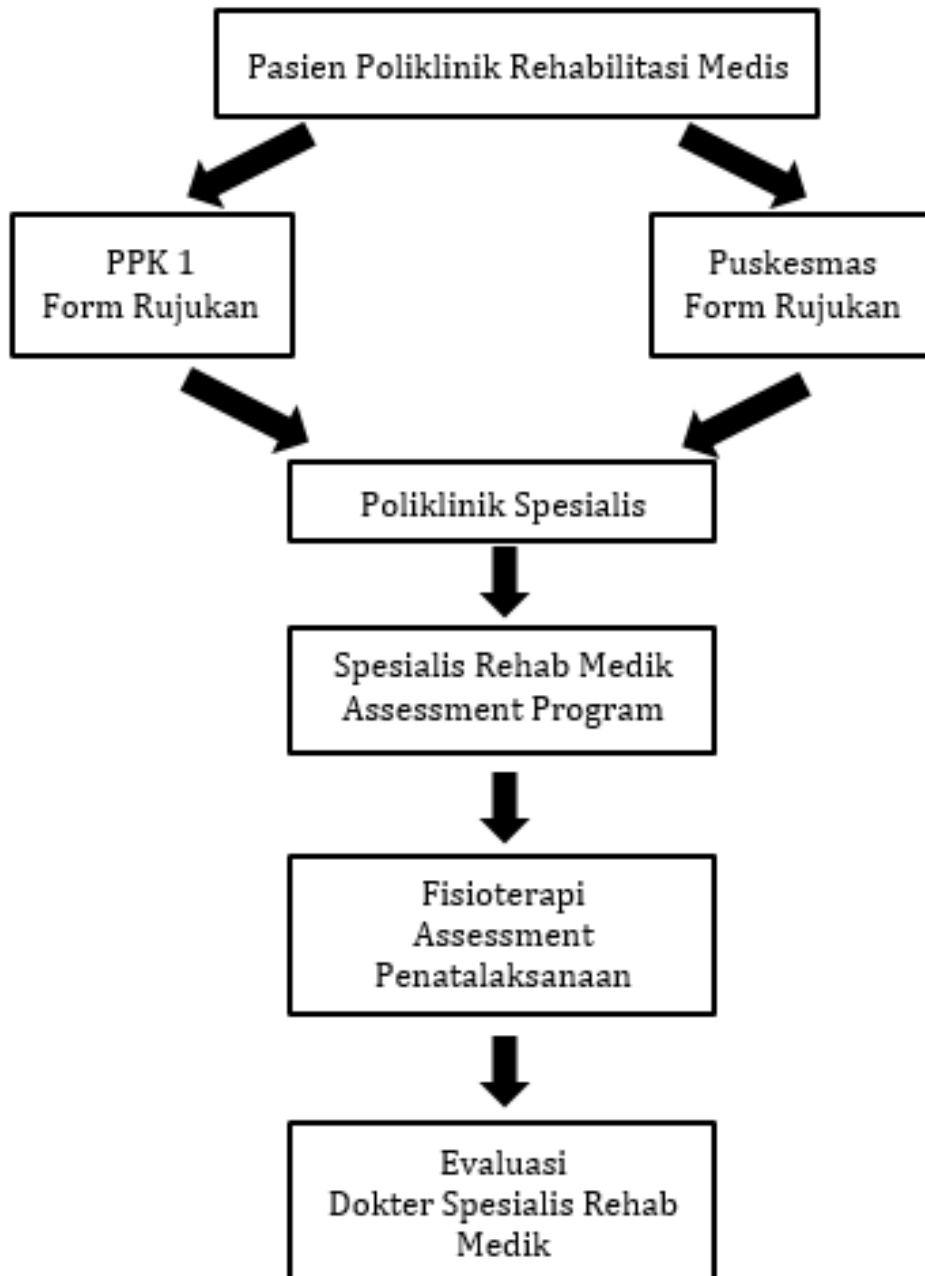 Pasien Poliklinik Rehabilitasi Medis
PPK 1
Form Rujukan
Puskesmas
Form Rujukan
Poliklinik Spesialis
Spesialis Rehab Medik
Assessment Program
Fisioterapi
Assessment
Penatalaksanaan
Evaluasi
Dokter Spesialis Rehab
Medik